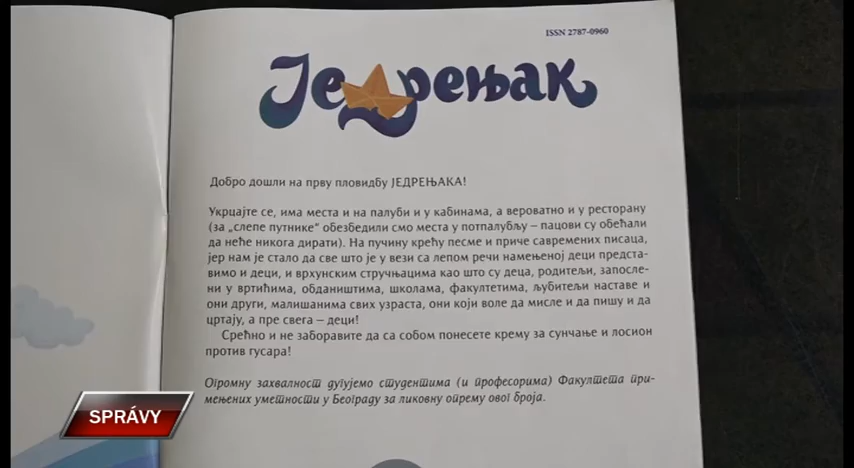 ISSN 2787-0960
Једрењак
Добро дошли на прву пловидбу ЈЕДРЕЊАКА!
Укрцајте се, има места и на палуби и у кабинама, а вероватно и у ресторану
(за „слепе путнике“ обезбедили смо места у потпалубљу – пацови су обећали
да неће никога дирати). На пучину крећу песме и приче савремених писаца,
јер нам је стало да све што је у вези са лепом речи намењеној деци представ-
вимо и деци, и врхунским стручњацима као што су деца, родитељи, запосле-
ни у вртићима, обдаништима, школама, факултетима, љубитељи наставе и
они други, малишанима свих узраста, они који воле да мисле и да пишу и да
цртају, а пре свега – деци!
Срећно и не заборавите да са собом понесете крему за сунчање и лосион
против гусара!
Огромну захвалност дугујемо студентима (и професорима) Факултета при-
мењених уметности у Београду за ликовну опрему овог броја.
SPRÁVY